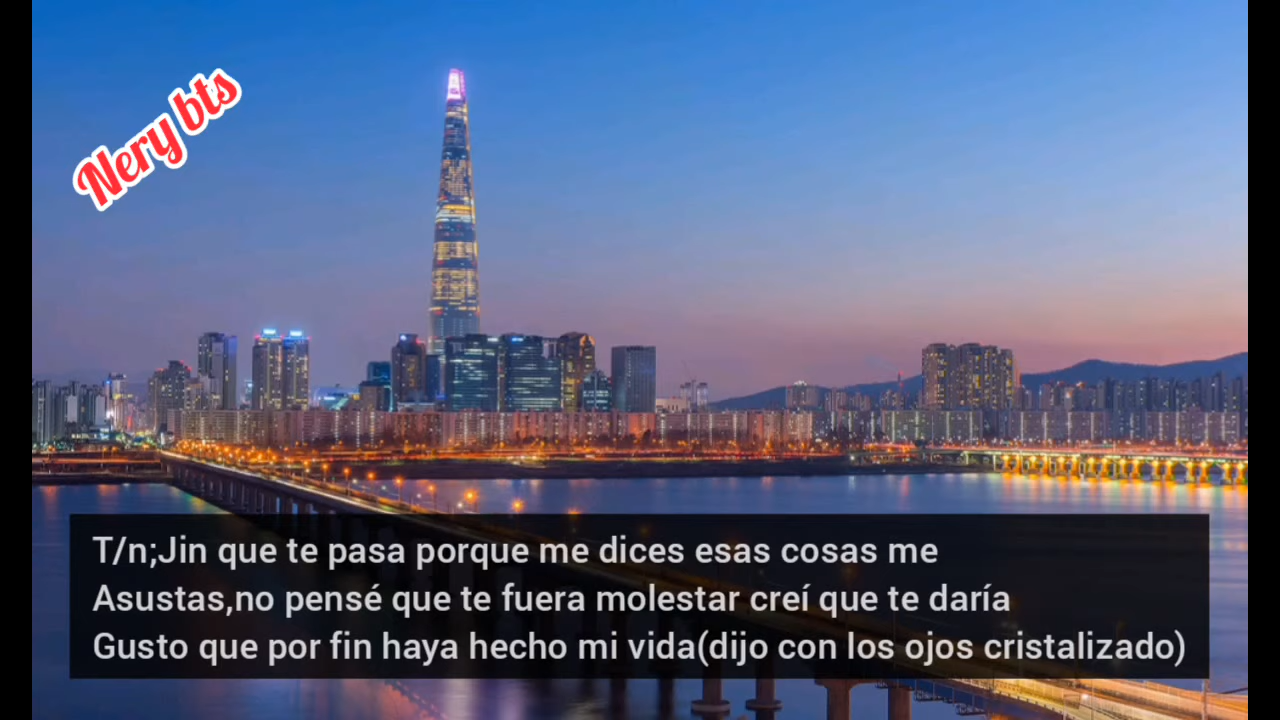 Nery bts
T/n;Jin que te pasa porque me dices esas cosas me
Asustas,no pensé que te fuera molestar creí que te daría
Gusto que por fin haya hecho mi vida(dijo con los ojos cristalizado)